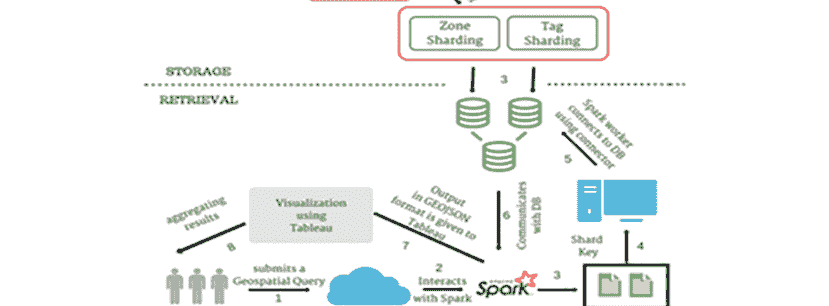 Zone
Sharding
Tag
Sharding
3
STORAGE
RETRIEVAL
Spark worker
connects to DB
using connector
5
Visualization
using
Tableau
Output
in GEOJSON
format is given to
Tableau
7
6
Communicates
with DB
aggregating
results
8
Shard
Key
4
submits a
Geospatial Query
1
2
Interacts
with Spark
Spark
3